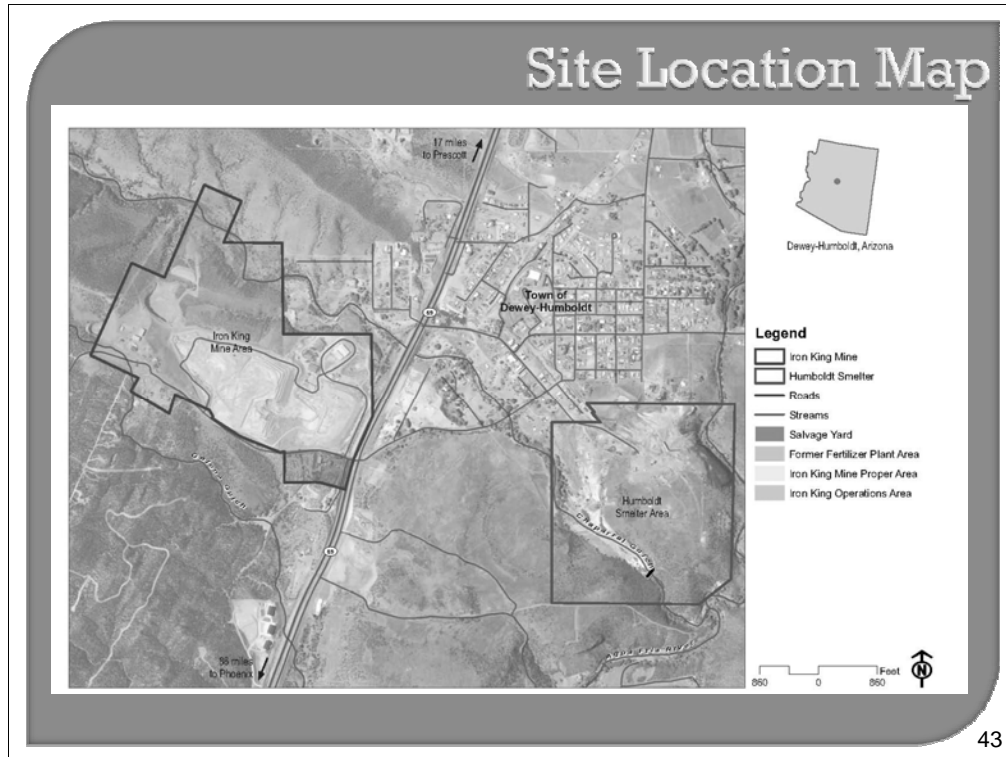 Site Location Map
17 miles
to Prescott
Dewey-Humboldt, Arizona
Town of
Dewey-Humboldt
69
Iron King
Mine Area
Legend
Iron King Mine
Humboldt Smelter
Roads
Streams
Salvage Yard
Former Fertilizer Plant Area
Iron King Mine Proper Area
Iron King Operations Area
Galena Gulch
Humboldt
Smelter Area
Chaparral Gulch
69
Agua Fria River
to Phoenix
Feet
860 0 860
N
43